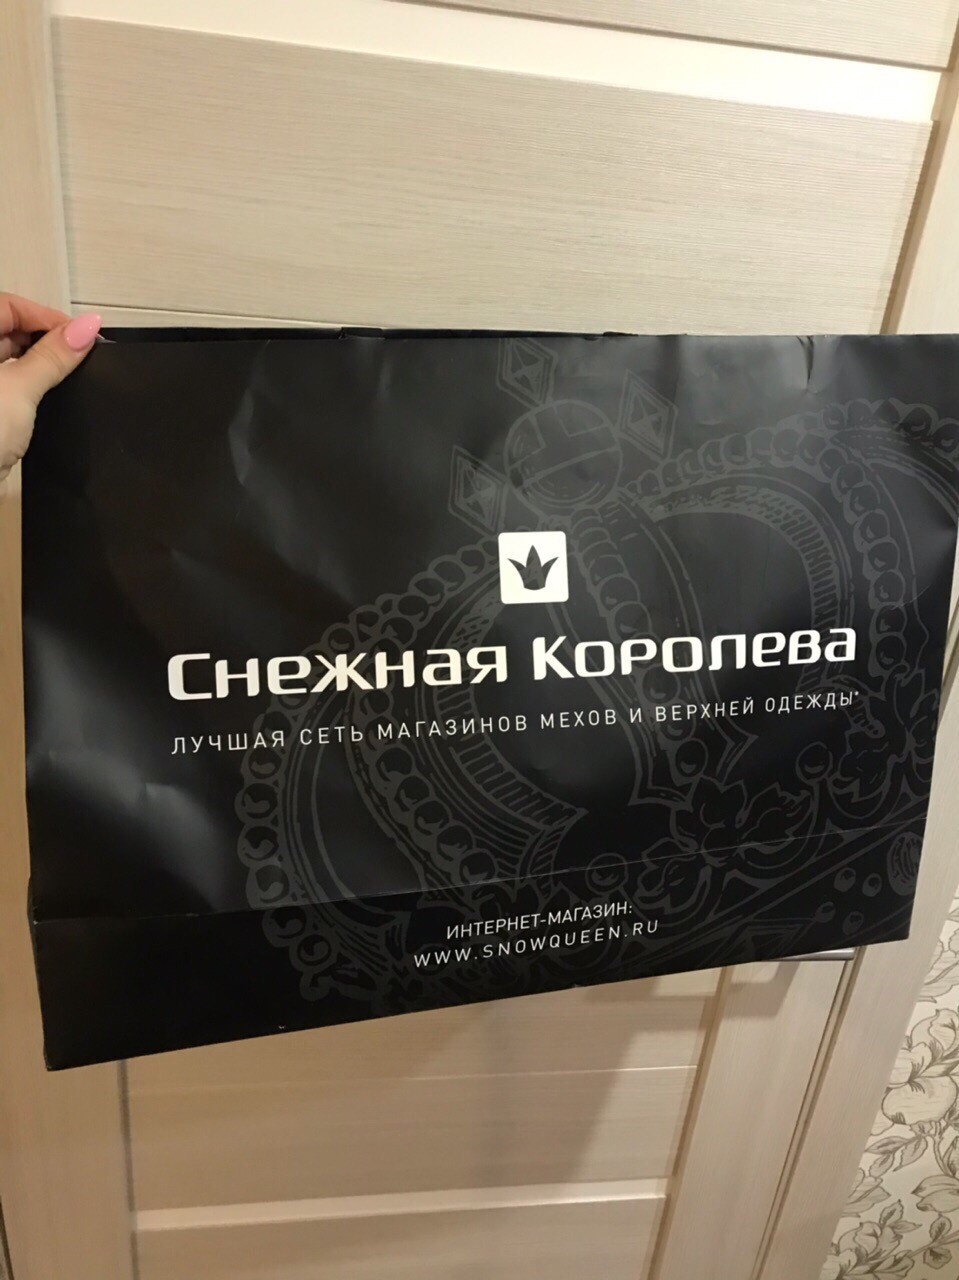 Снежная Королева
ЛУЧШАЯ СЕТЬ МАГАЗИНОВ МЕХОВ И ВЕРХНЕЙ ОДЕЖДЫ*
ИНТЕРНЕТ-МАГАЗИН:
WWW.SNOWQUEEN.RU